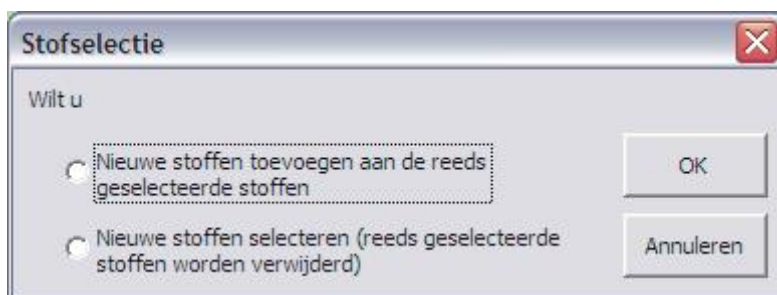 Stofselectie
Wilt u
Nieuwe stoffen toevoegen aan de reeds
geselecteerde stoffen
OK
Nieuwe stoffen selecteren (reeds geselecteerde
stoffen worden verwijderd)
Annuleren